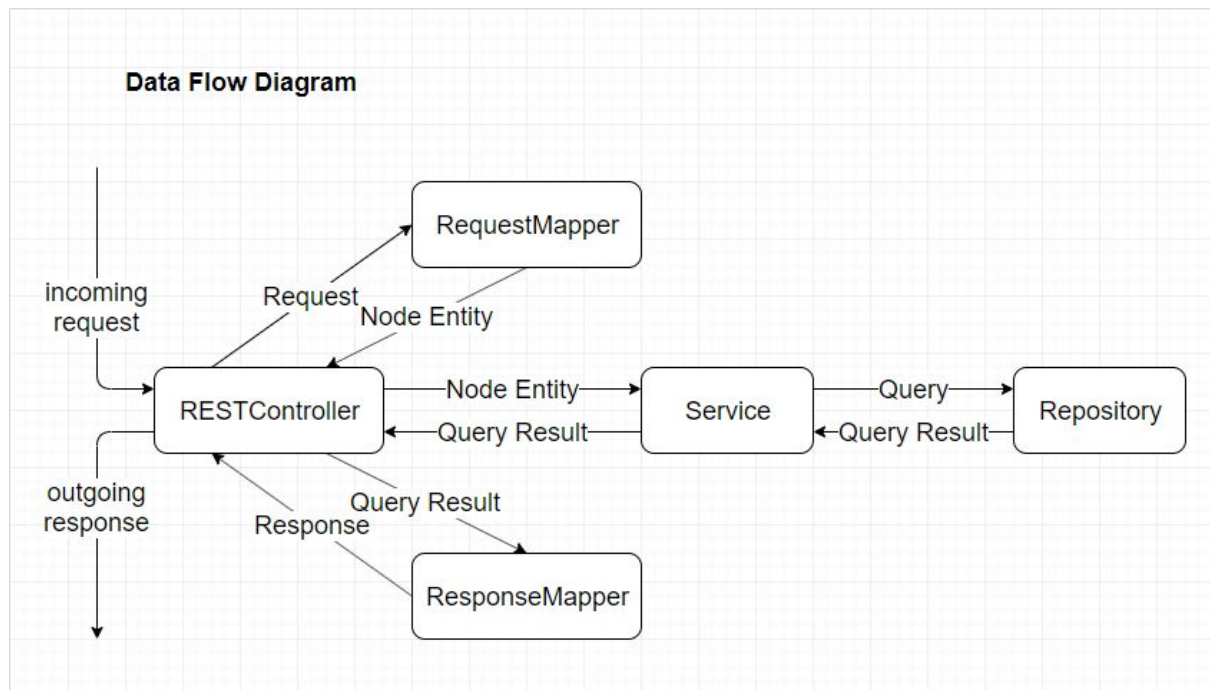 Data Flow Diagram
RequestMapper
incoming
request
Request
Node Entity
RESTController
Node Entity
Service
Query
Repository
Query Result
Query Result
outgoing
response
Query Result
Response
ResponseMapper